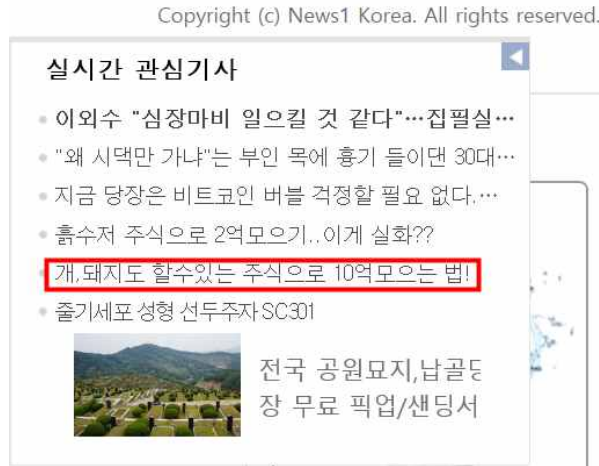 Copyright (c) News1 Korea. All rights reserved.
실시간 관심기사
이외수 "심장마비 일으킬 것 같다"…집필실…
"왜 시댁만 가냐"는 부인 목에 흉기 들이댄 30대…
지금 당장은 비트코인 버블 걱정할 필요 없다.…
흙수저 주식으로 2억모으기..이게 실화??
개,돼지도 할수있는 주식으로 10억모으는 법!
줄기세포 성형 선두주자 SC301
전국 공원묘지,납골당
장 무료 픽업/샌딩서